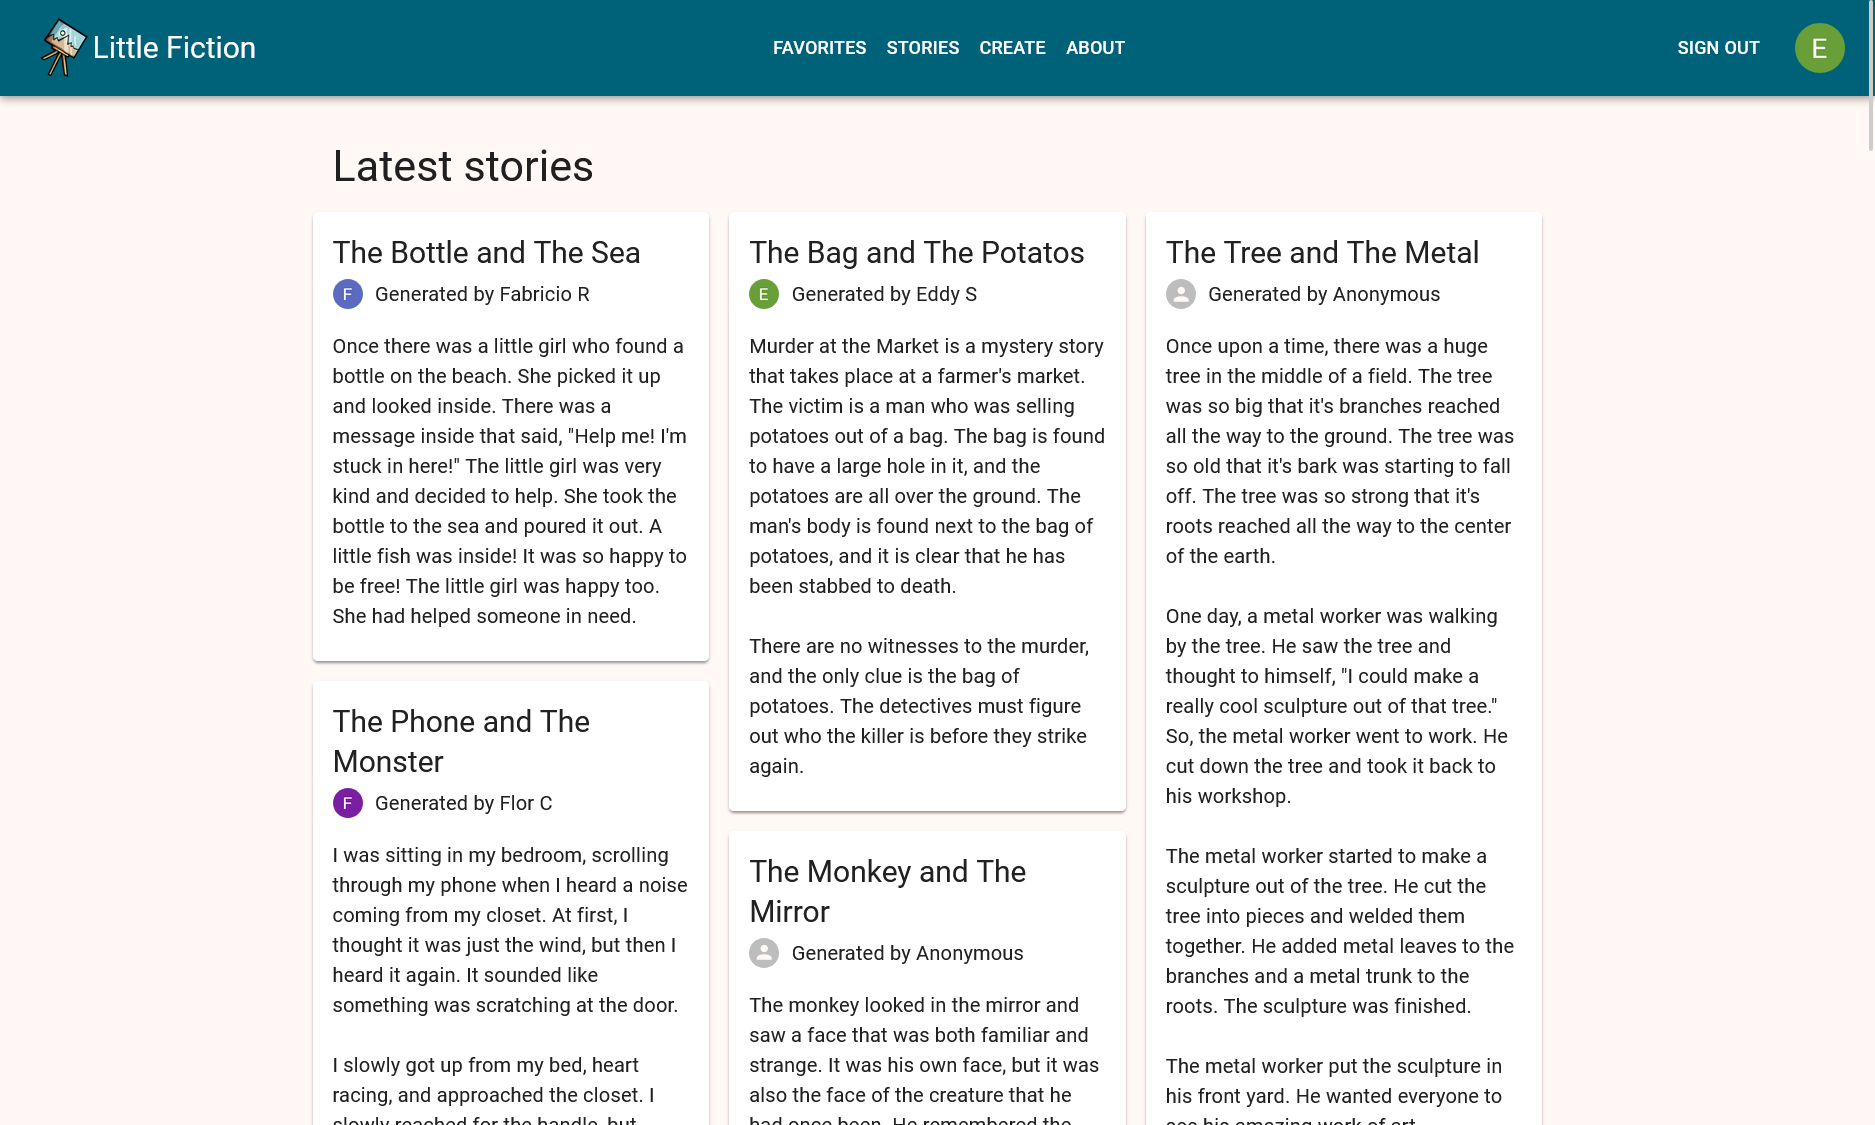 Little Fiction
FAVORITES STORIES CREATE ABOUT
SIGN OUT
E
Latest stories
The Bottle and The Sea
F Generated by Fabricio R
Once there was a little girl who found a
bottle on the beach. She picked it up
and looked inside. There was a
message inside that said, "Help me! I'm
stuck in here!" The little girl was very
kind and decided to help. She took the
bottle to the sea and poured it out. A
little fish was inside! It was so happy to
be free! The little girl was happy too.
She had helped someone in need.
The Phone and The
Monster
F Generated by Flor C
I was sitting in my bedroom, scrolling
through my phone when I heard a noise
coming from my closet. At first, I
thought it was just the wind, but then I
heard it again. It sounded like
something was scratching at the door.
I slowly got up from my bed, heart
racing, and approached the closet. I
slowly reached for the handle, but
The Bag and The Potatos
E Generated by Eddy S
Murder at the Market is a mystery story
that takes place at a farmer's market.
The victim is a man who was selling
potatoes out of a bag. The bag is found
to have a large hole in it, and the
potatoes are all over the ground. The
man's body is found next to the bag of
potatoes, and it is clear that he has
been stabbed to death.
There are no witnesses to the murder,
and the only clue is the bag of
potatoes. The detectives must figure
out who the killer is before they strike
again.
The Monkey and The
Mirror
Generated by Anonymous
The monkey looked in the mirror and
saw a face that was both familiar and
strange. It was his own face, but it was
also the face of the creature that he
had once been. He remembered the
The Tree and The Metal
Generated by Anonymous
Once upon a time, there was a huge
tree in the middle of a field. The tree
was so big that it's branches reached
all the way to the ground. The tree was
so old that it's bark was starting to fall
off. The tree was so strong that it's
roots reached all the way to the center
of the earth.
One day, a metal worker was walking
by the tree. He saw the tree and
thought to himself, "I could make a
really cool sculpture out of that tree."
So, the metal worker went to work. He
cut down the tree and took it back to
his workshop.
The metal worker started to make a
sculpture out of the tree. He cut the
tree into pieces and welded them
together. He added metal leaves to the
branches and a metal trunk to the
roots. The sculpture was finished.
The metal worker put the sculpture in
his front yard. He wanted everyone to
see his amazing work of art.